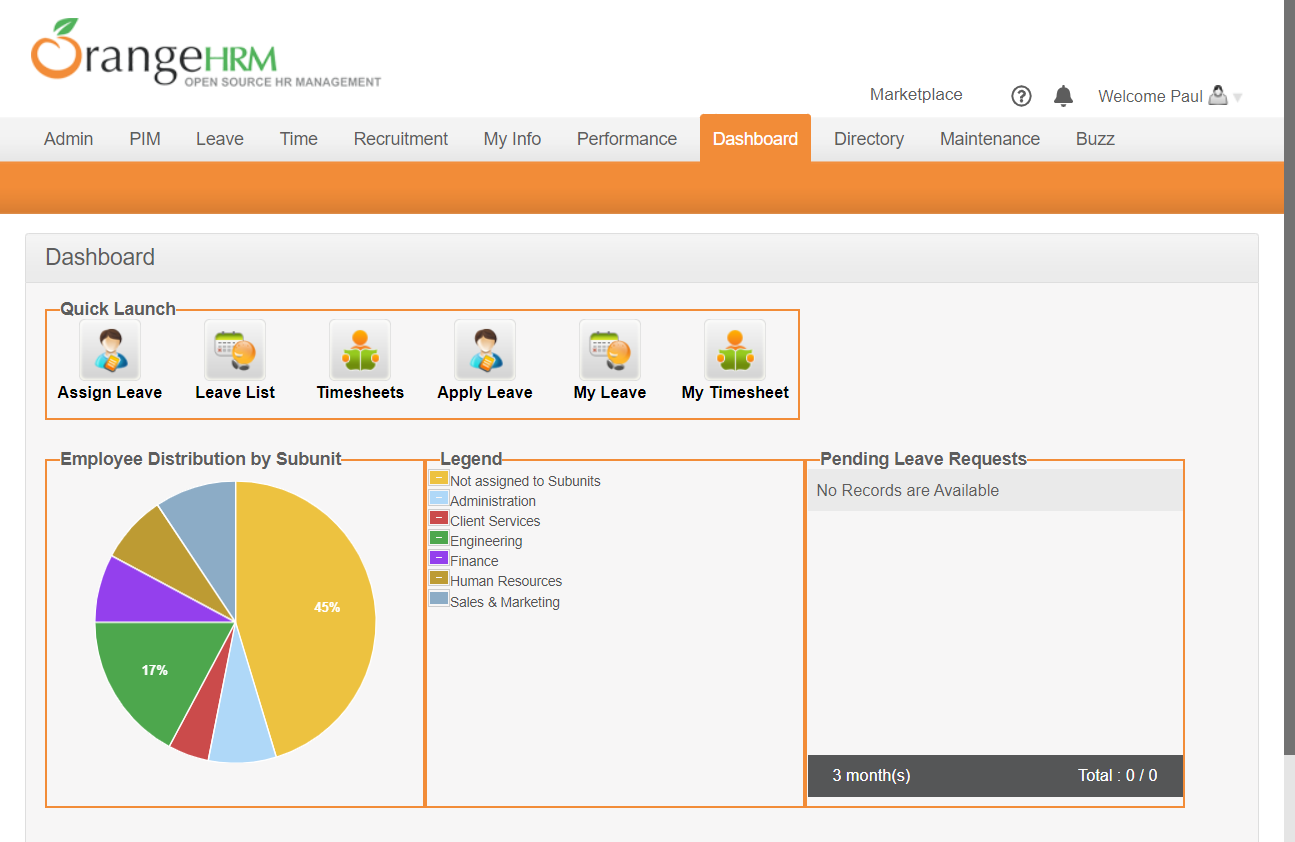 OrangeHRM
OPEN SOURCE HR MANAGEMENT
Marketplace
Welcome Paul
Admin PIM Leave Time Recruitment My Info Performance Dashboard Directory Maintenance Buzz
Dashboard
Quick Launch
Assign Leave Leave List Timesheets Apply Leave My Leave My Timesheet
Employee Distribution by Subunit
45%
17%
Legend
Not assigned to Subunits
Administration
Client Services
Engineering
Finance
Human Resources
Sales & Marketing
Pending Leave Requests
No Records are Available
3 month(s) Total : 0 / 0